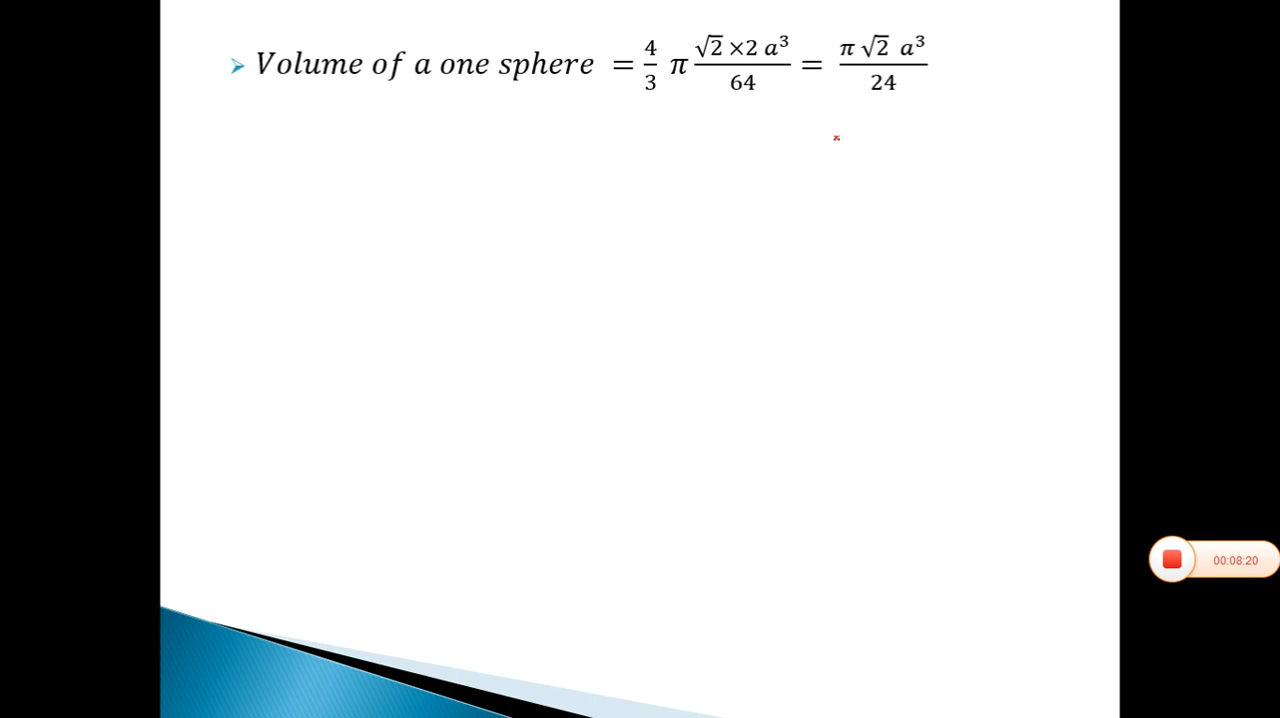 ➢ Volume of a one sphere = 4/3 π (√2 ×2 a³)/64 = (π √2 a³)/24
00:08:20